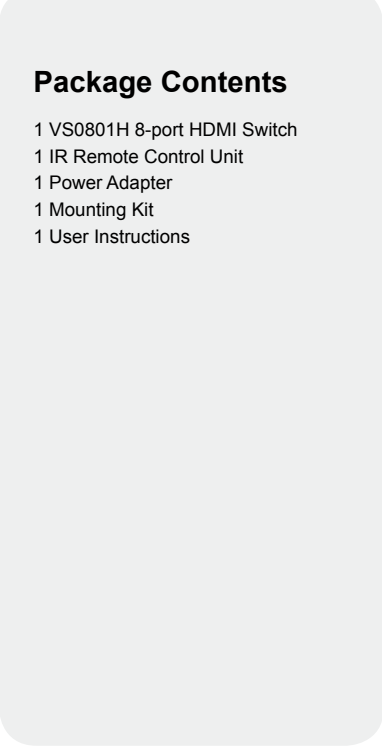 Package Contents
1 VS0801H 8-port HDMI Switch
1 IR Remote Control Unit
1 Power Adapter
1 Mounting Kit
1 User Instructions